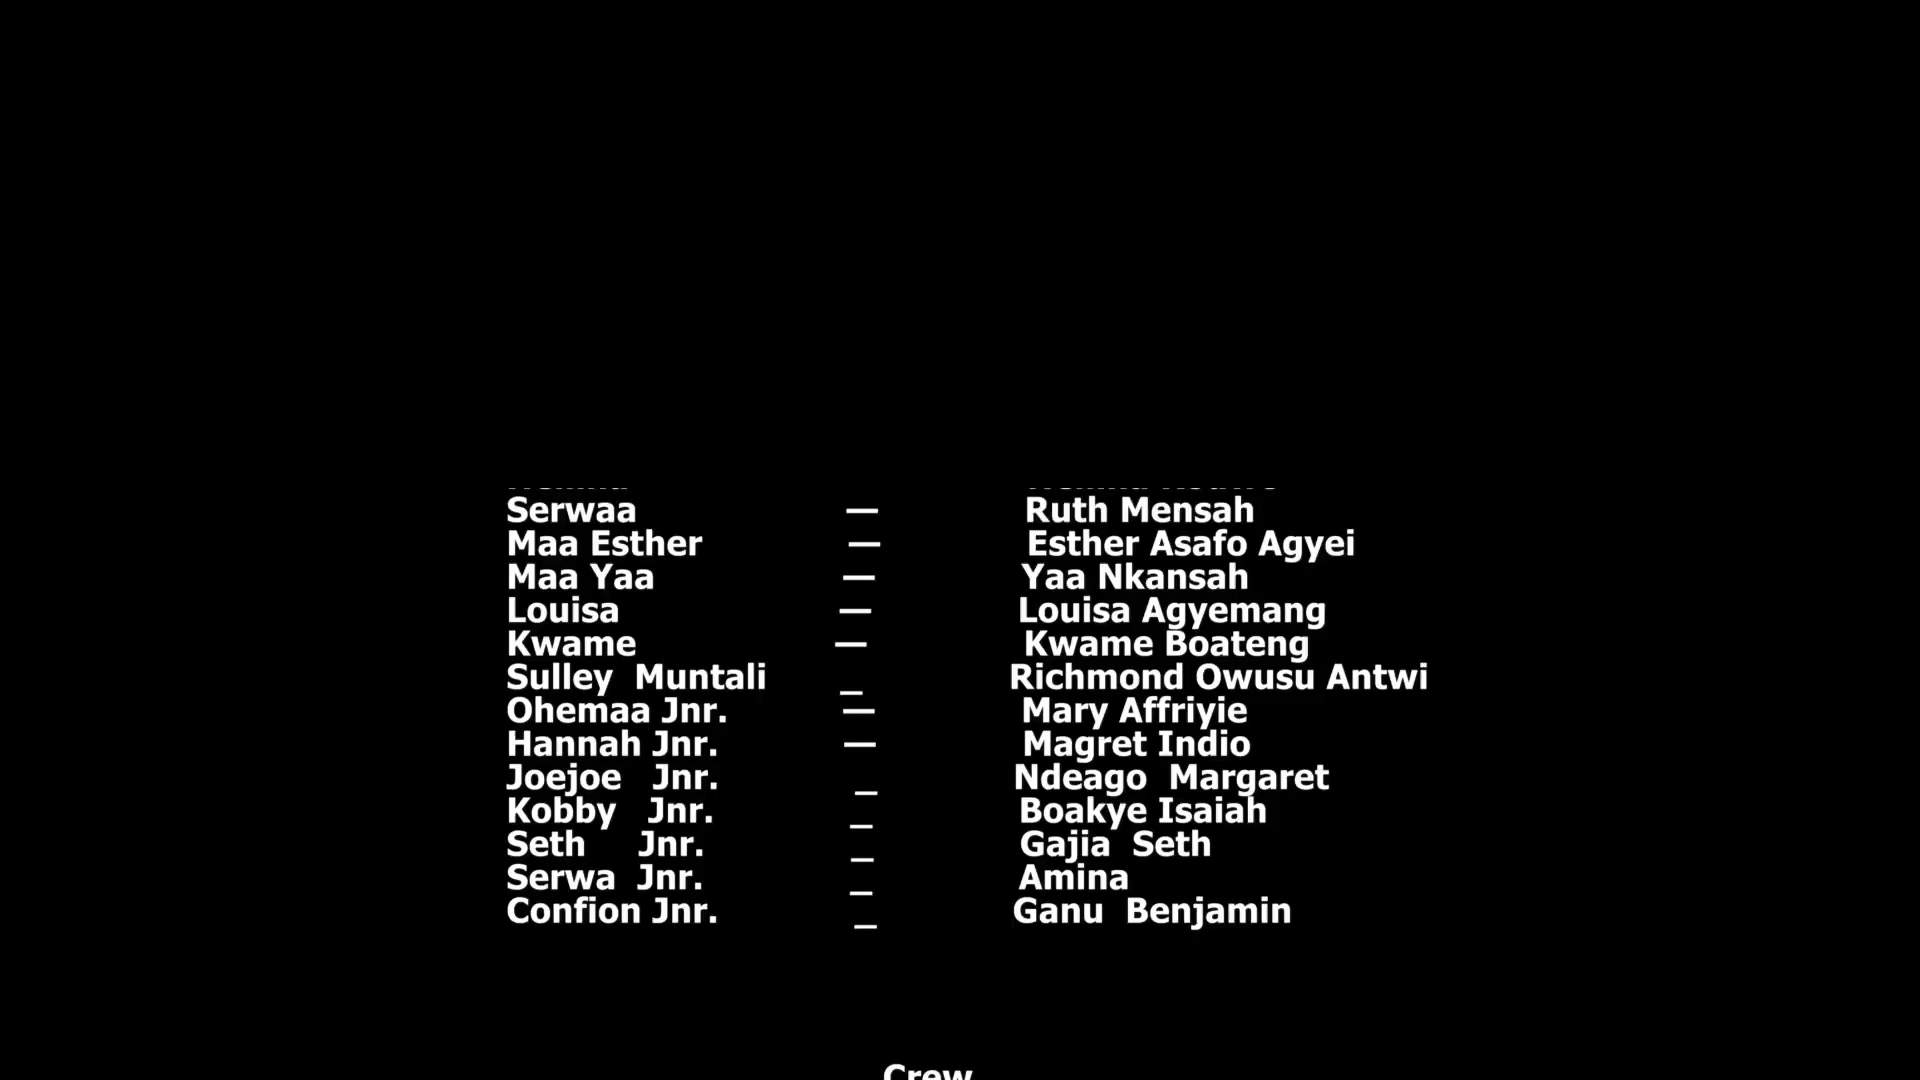 Serwaa — Ruth Mensah
Maa Esther — Esther Asafo Agyei
Maa Yaa — Yaa Nkansah
Louisa — Louisa Agyemang
Kwame — Kwame Boateng
Sulley Muntali _ Richmond Owusu Antwi
Ohemaa Jnr. — Mary Affriyie
Hannah Jnr. — Magret Indio
Joejoe Jnr. _ Ndeago Margaret
Kobby Jnr. _ Boakye Isaiah
Seth Jnr. _ Gajia Seth
Serwa Jnr. _ Amina
Confion Jnr. _ Ganu Benjamin
Crew